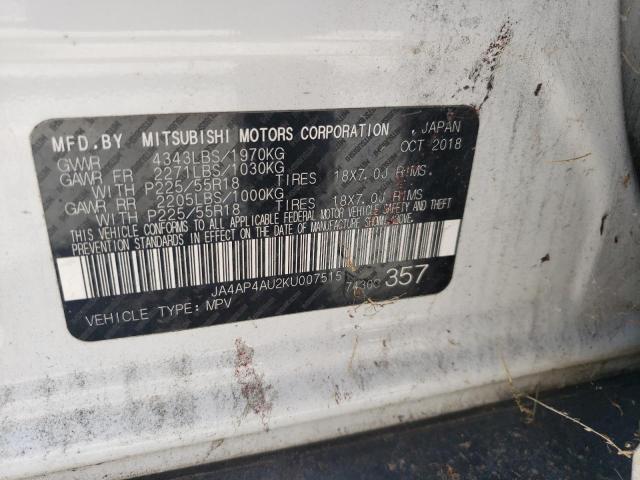 MFD.BY MITSUBISHI MOTORS CORPORATION , JAPAN
GVWR 4343LBS/1970KG OCT 2018
GAWR FR 2271LBS/1030KG
WITH P225/55R18 TIRES 18X7.0J RIMS
GAWR RR 2205LBS/1000KG
WITH P225/55R18 TIRES 18X7.0J RIMS
THIS VEHICLE CONFORMS TO ALL APPLICABLE FEDERAL MOTOR VEHICLE SAFETY AND THEFT
PREVENTION STANDARDS IN EFFECT ON THE DATE OF MANUFACTURE SHOWN ABOVE.
JA4AP4AU2KU007515 357
VEHICLE TYPE: MPV